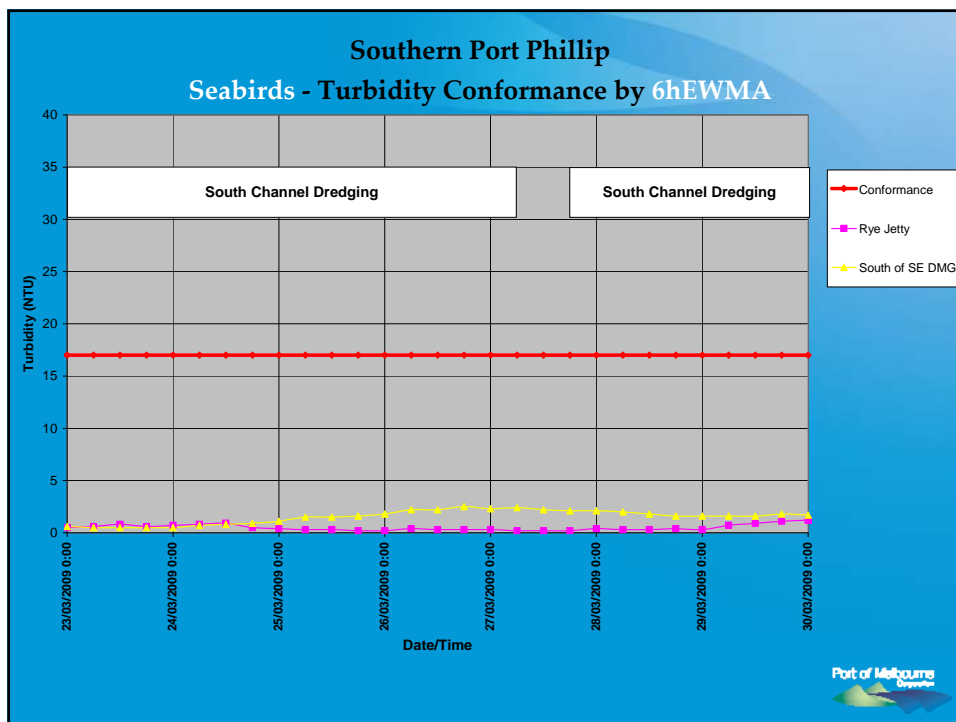 Southern Port Phillip
Seabirds - Turbidity Conformance by 6hEWMA
40
35
30
25
20
15
10
5
0
Turbidity (NTU)
South Channel Dredging
South Channel Dredging
Conformance
Rye Jetty
South of SE DMG
23/03/2009 0:00
24/03/2009 0:00
25/03/2009 0:00
26/03/2009 0:00
27/03/2009 0:00
28/03/2009 0:00
29/03/2009 0:00
30/03/2009 0:00
Date/Time
Port of Melbourne
Corporation